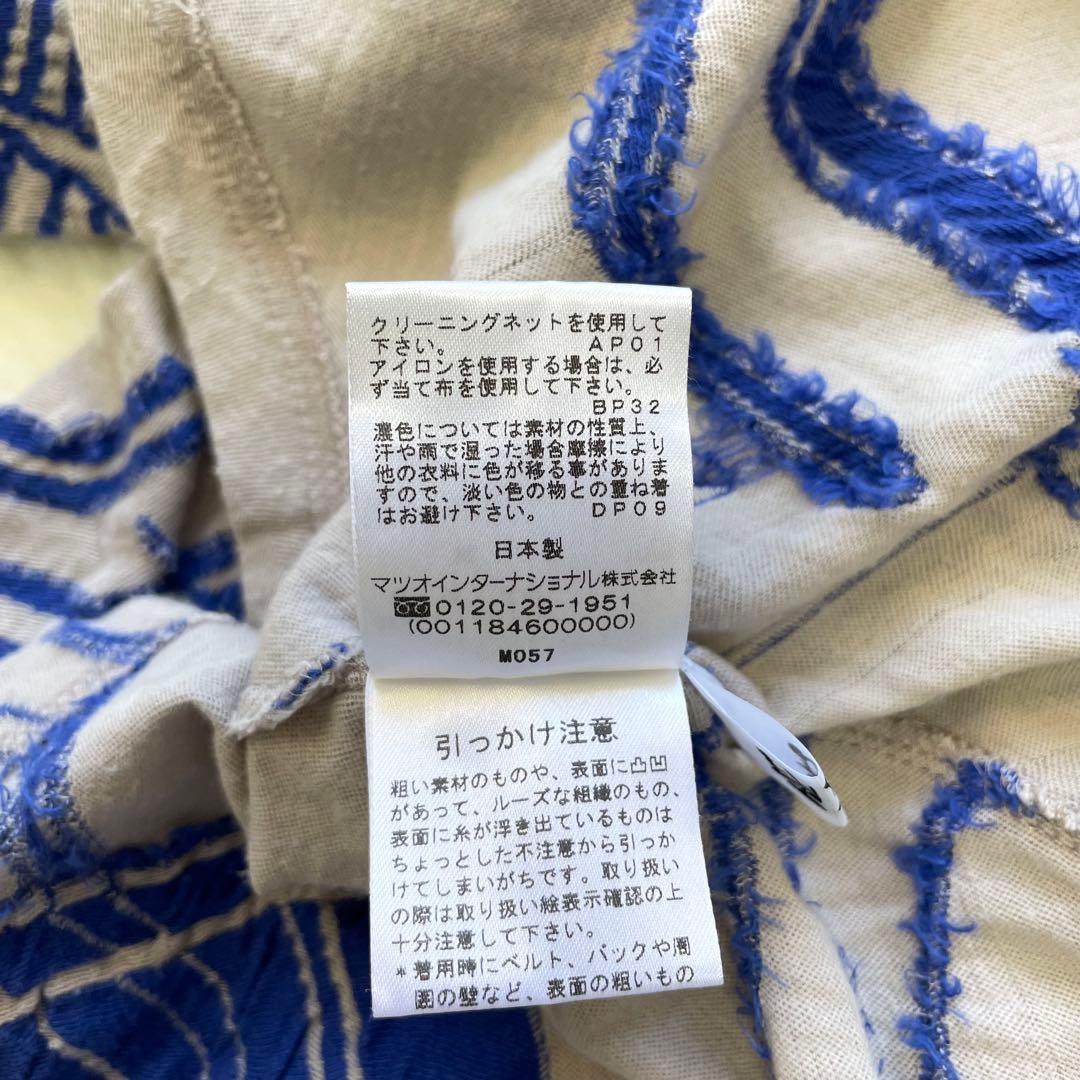 クリーニングネットを使用して
下さい。 AP01
アイロンを使用する場合は、必
ず当て布を使用して下さい。
BP32
濃色については素材の性質上、
汗や雨で湿った場合摩擦により
他の衣料に色が移る事がありま
すので、淡い色の物との重ね着
はお避け下さい。 DP09
日本製
マツオインターナショナル株式会社
0120-29-1951
(001184600000)
M057
引っかけ注意
粗い素材のものや、表面に凸凹
があって、ルーズな組織のもの、
表面に糸が浮き出ているものは
ちょっとした不注意から引っか
けてしまいがちです。取り扱い
の際は取り扱い絵表示確認の上
十分注意して下さい。
*着用時にベルト、バックや周
囲の壁など、表面の粗いもの